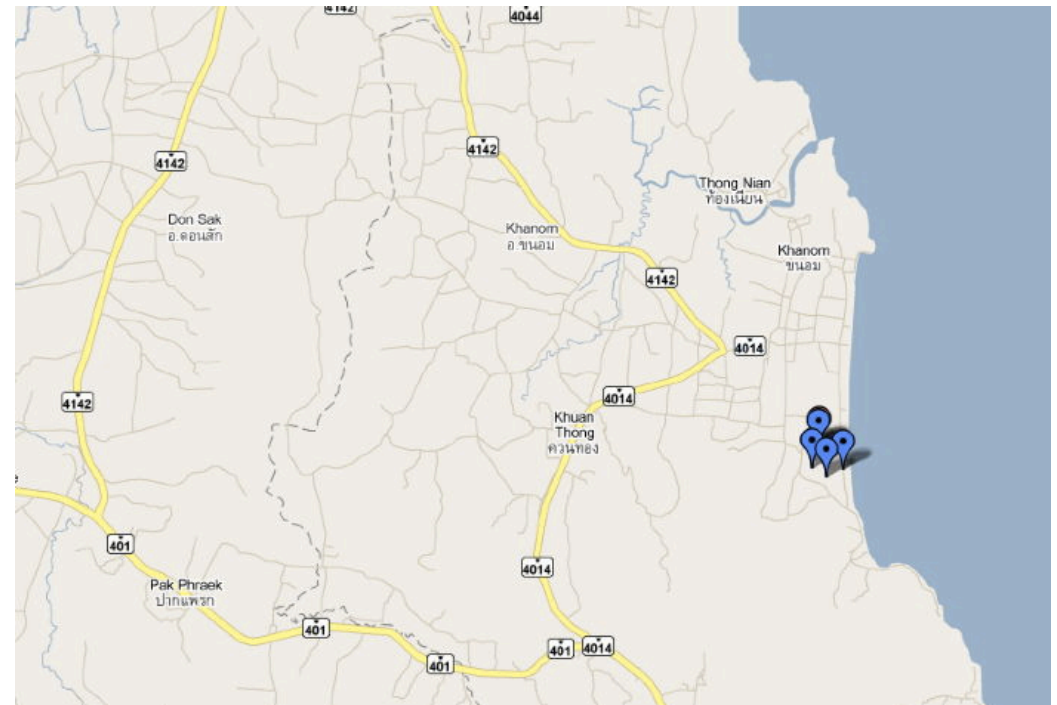 4142
4044
4142
4142
Thong Nian
ท้องเนียน
Don Sak
อ.ดอนสัก
Khanom
อ.ขนอม
Khanom
ขนอม
4142
4014
4014
4142
Khuan
Thong
ควนทอง
401
4014
Pak Phraek
ปากแพรก
401
401
401
4014